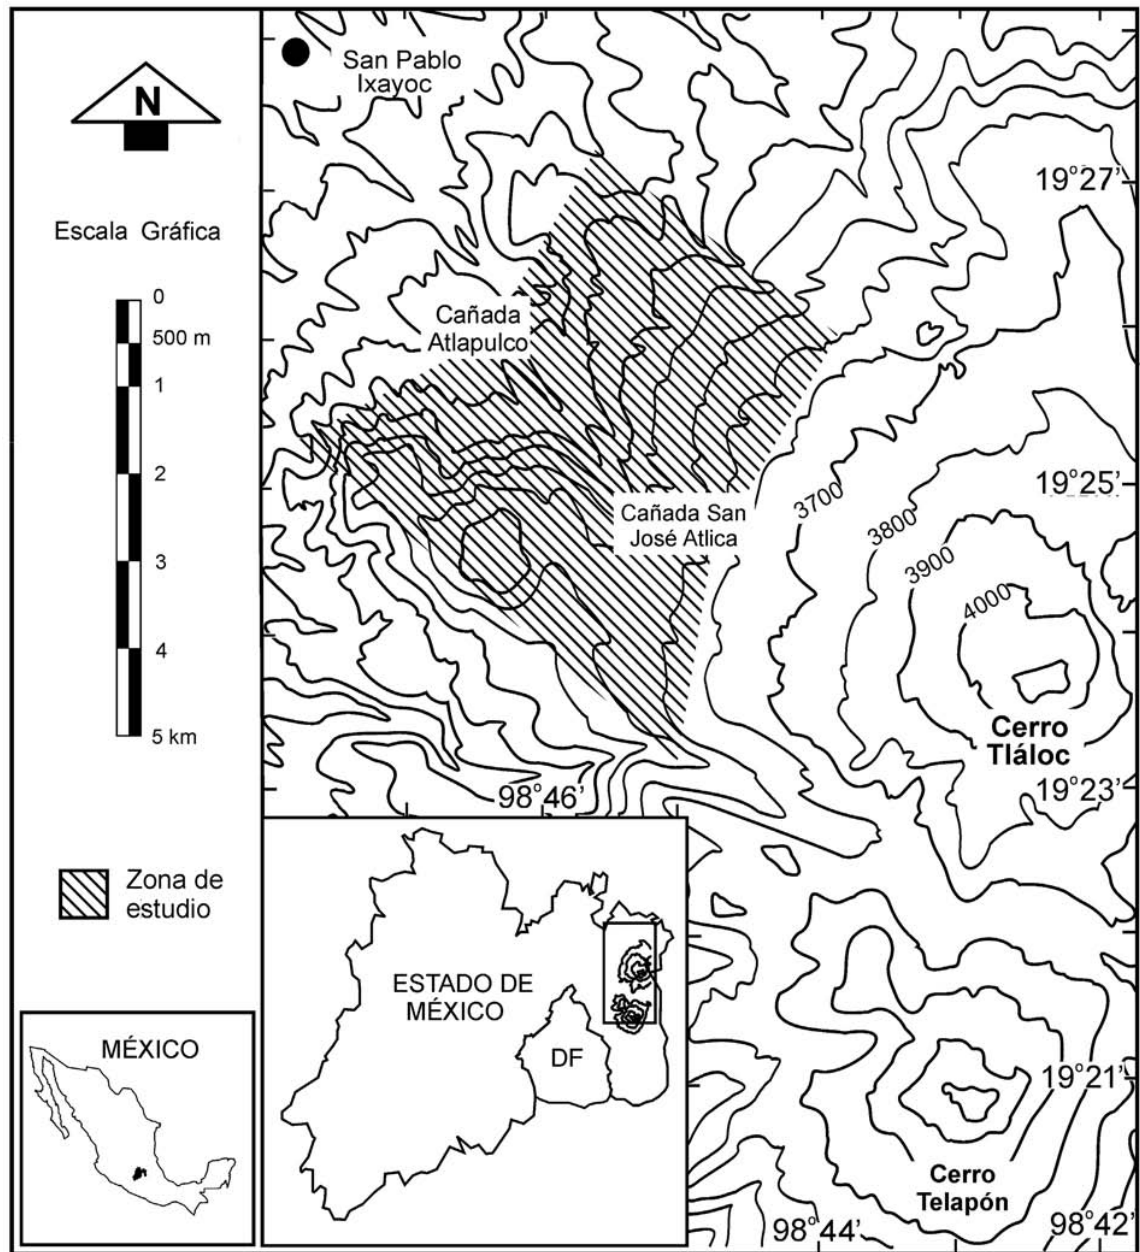 N
Escala Gráfica
0
500 m
1
2
3
4
5 km
Zona de
estudio
MÉXICO
San Pablo
Ixayoc
Cañada
Atlapulco
Cañada San
José Atlica
3700
3800
3900
4000
Cerro
Tláloc
19°27'
19°25'
19°23'
98°46'
ESTADO DE
MÉXICO
DF
19°21'
Cerro
Telapón
98°44'
98°42'